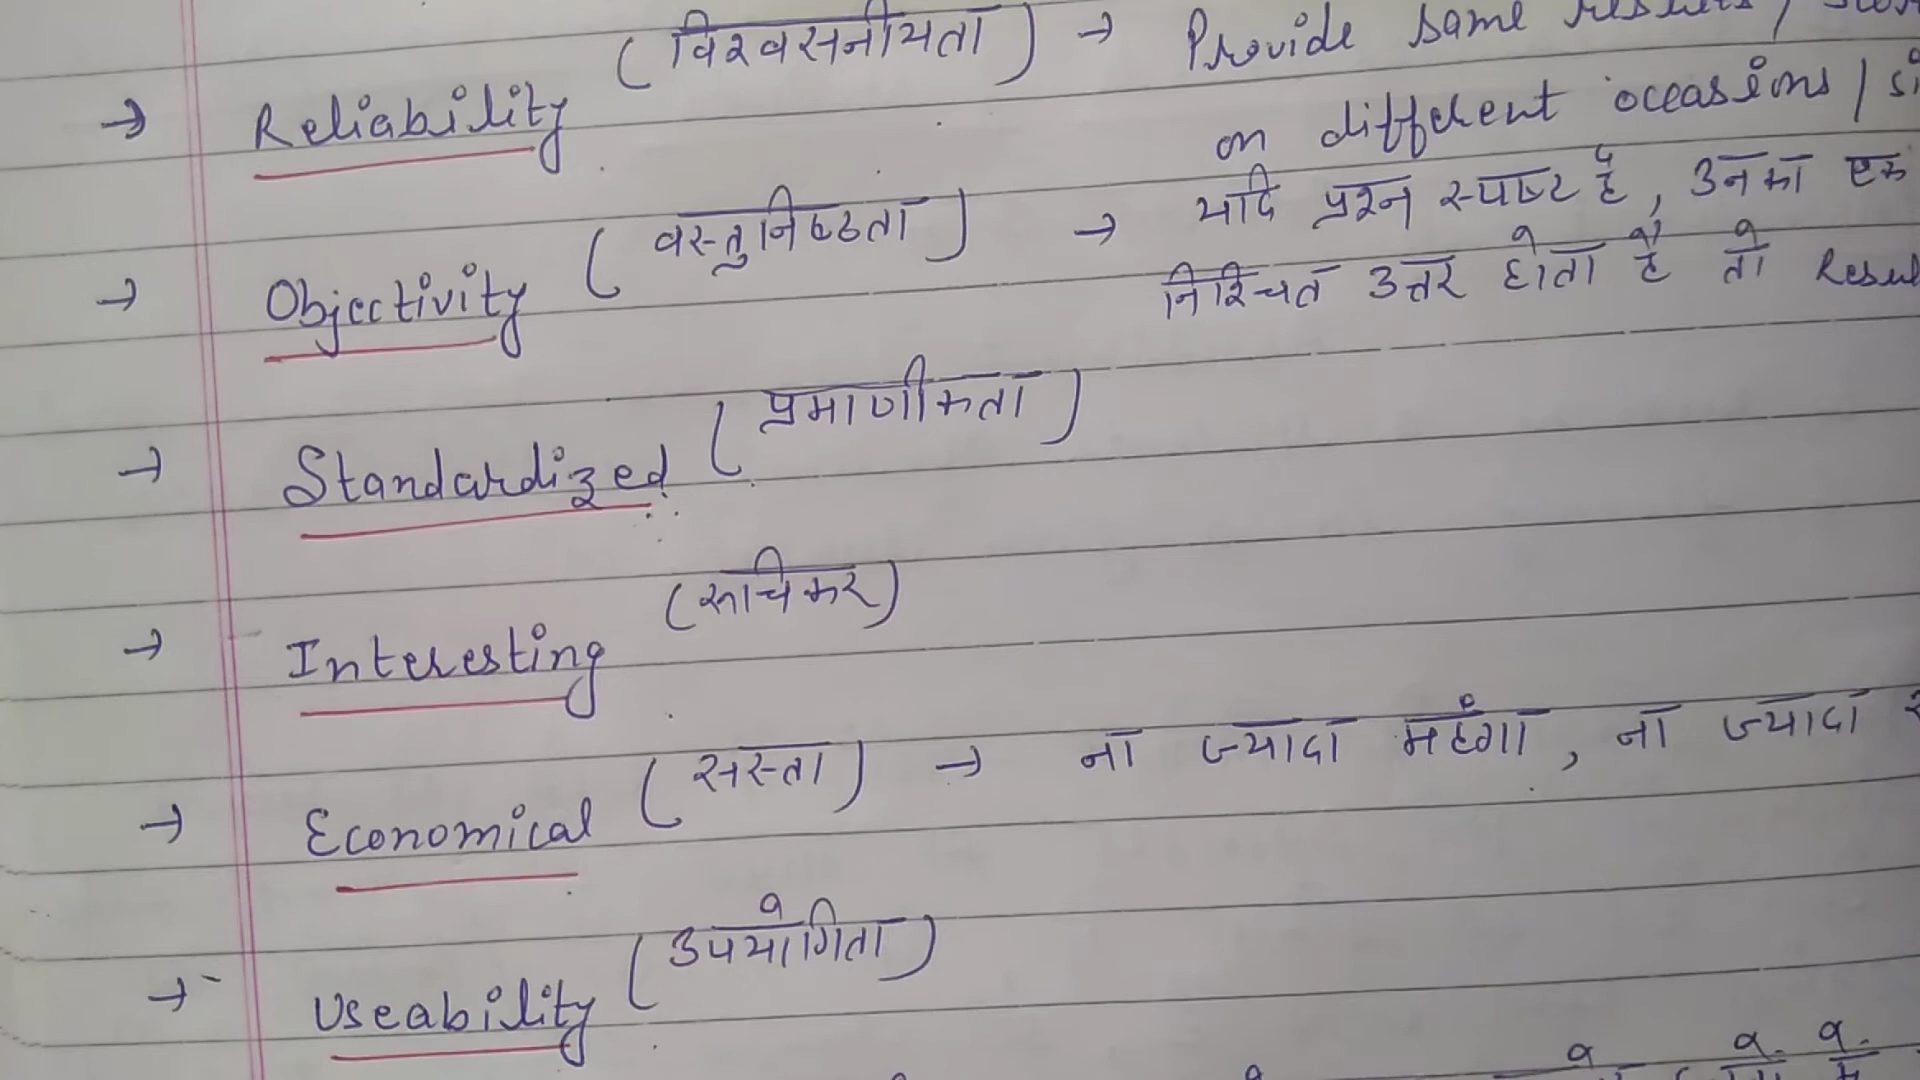 → Reliability (विश्वसनीयता) → Provide same
on different occasions /
→ Objectivity (वस्तुनिष्ठता) → यदि प्रश्न स्पष्ट है, उनका एक
निश्चित उत्तर होता है तो
→ Standardized (प्रमाणीकता)
→ Interesting (रूचिकर)
→ Economical (सस्ता) → ना ज्यादा महंगा, ना ज्यादा
→ Useability (उपयोगिता)